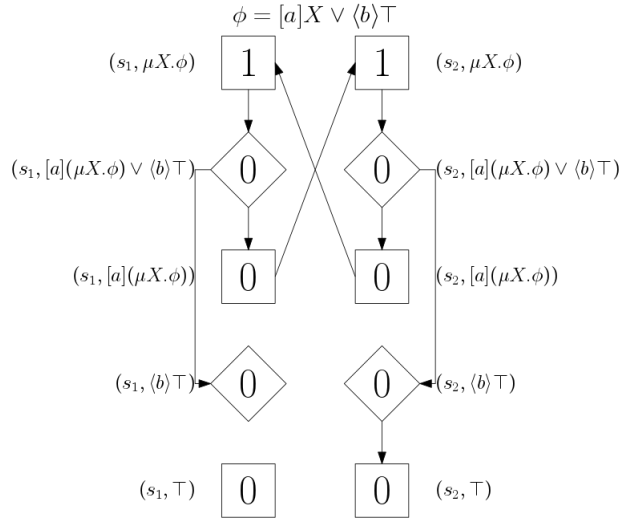 ϕ = [a]X ∨ ⟨b⟩⊤
(s₁, μX.ϕ) 1 1 (s₂, μX.ϕ)
(s₁, [a](μX.ϕ) ∨ ⟨b⟩⊤) 0 0 (s₂, [a](μX.ϕ) ∨ ⟨b⟩⊤)
(s₁, [a](μX.ϕ)) 0 0 (s₂, [a](μX.ϕ))
(s₁, ⟨b⟩⊤) 0 0 (s₂, ⟨b⟩⊤)
(s₁, ⊤) 0 0 (s₂, ⊤)